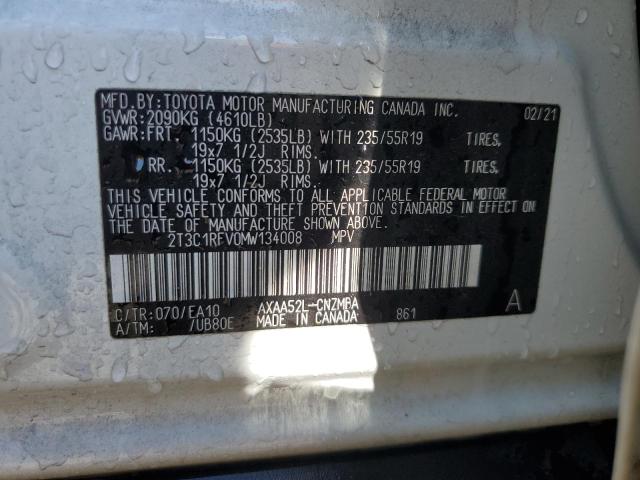 MFD.BY:TOYOTA MOTOR MANUFACTURING CANADA INC. 02/21
GVWR:2090KG (4610LB)
GAWR:FRT. 1150KG (2535LB) WITH 235/55R19 TIRES,
19x7 1/2J RIMS.
RR. 1150KG (2535LB) WITH 235/55R19 TIRES,
19x7 1/2J RIMS.
THIS VEHICLE CONFORMS TO ALL APPLICABLE FEDERAL MOTOR
VEHICLE SAFETY AND THEFT PREVENTION STANDARDS IN EFFECT ON
THE DATE OF MANUFACTURE SHOWN ABOVE.
2T3C1RFV0MW134008 MPV
C/TR:070/EA10 AXAA52L-CNZMBA 861 A
A/TM: /UB80E MADE IN CANADA